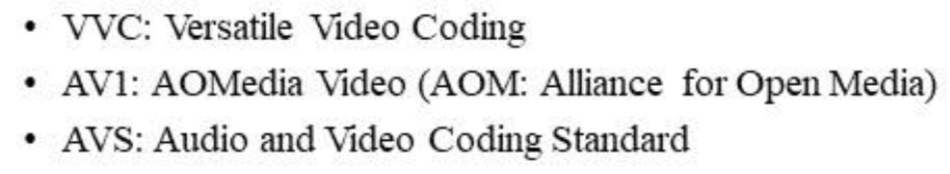 • VVC: Versatile Video Coding
• AV1: AOMedia Video (AOM: Alliance for Open Media)
• AVS: Audio and Video Coding Standard